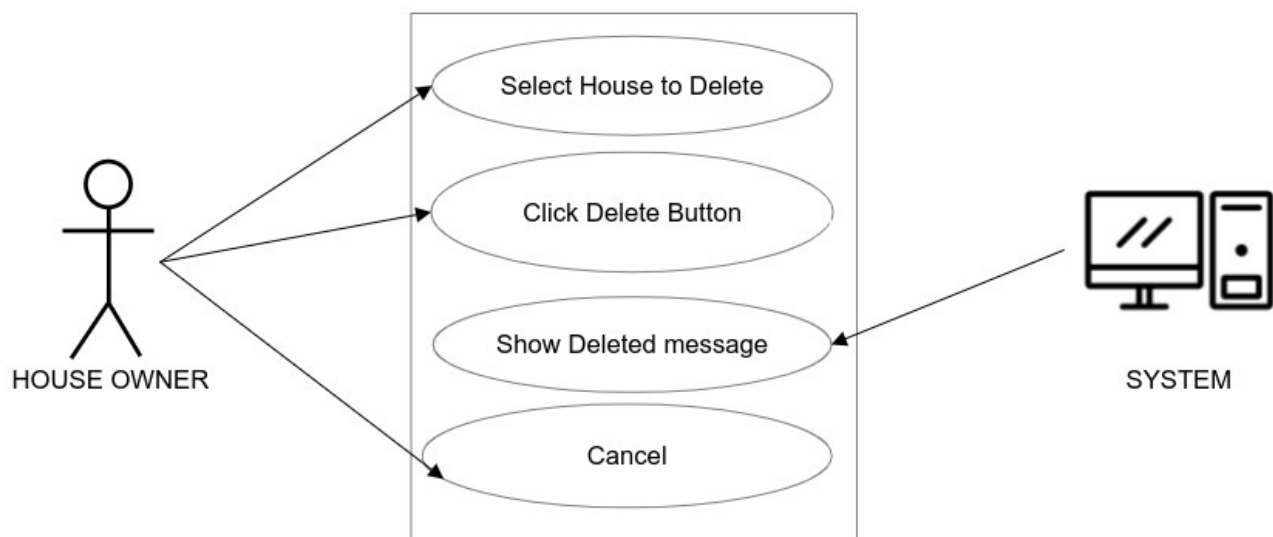 Select House to Delete
Click Delete Button
Show Deleted message
Cancel
HOUSE OWNER
SYSTEM